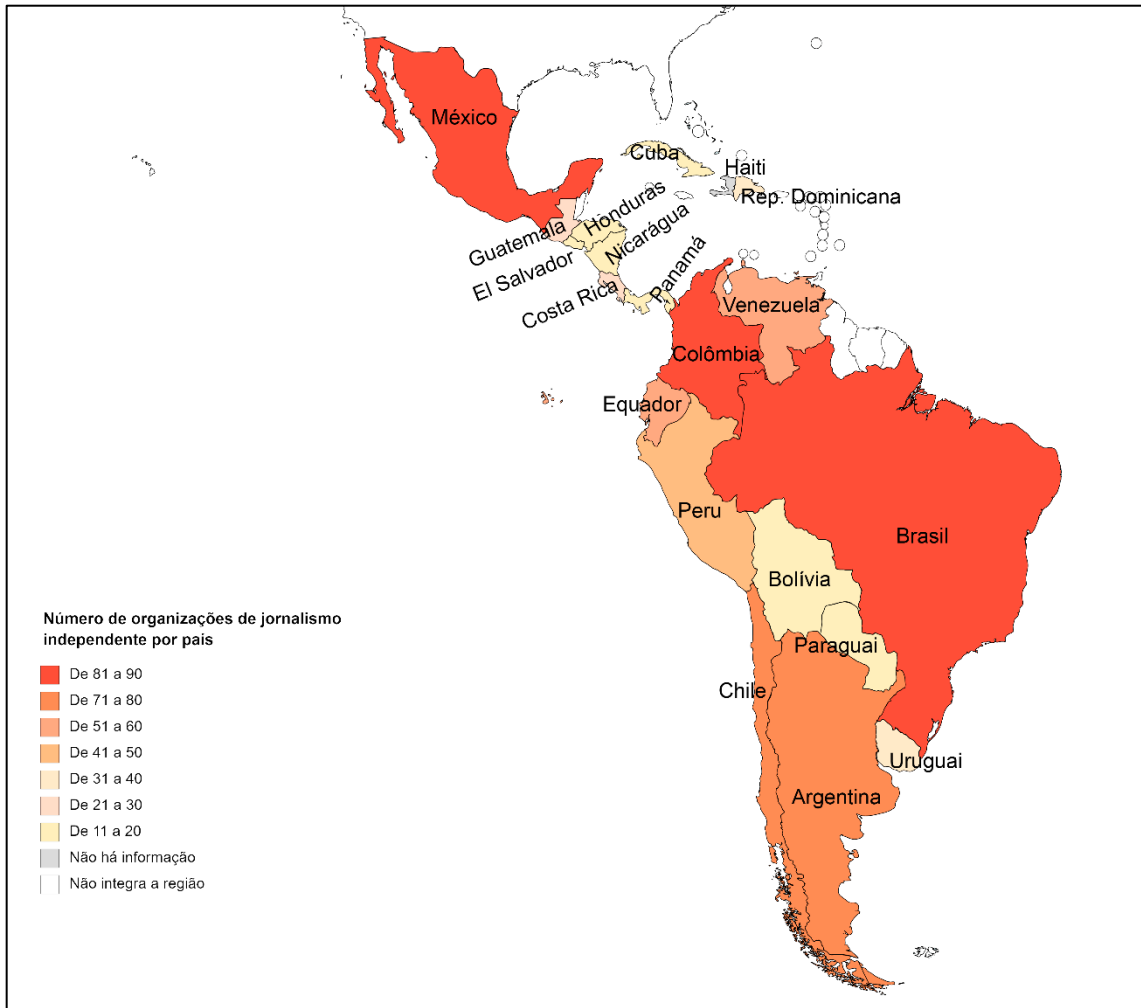 México
Cuba
Haiti
Rep. Dominicana
Honduras
Guatemala
Nicarágua
El Salvador
Panamá
Costa Rica
Venezuela
Colômbia
Equador
Peru
Brasil
Bolívia
Paraguai
Chile
Uruguai
Argentina
Número de organizações de jornalismo
independente por país
De 81 a 90
De 71 a 80
De 51 a 60
De 41 a 50
De 31 a 40
De 21 a 30
De 11 a 20
Não há informação
Não integra a região